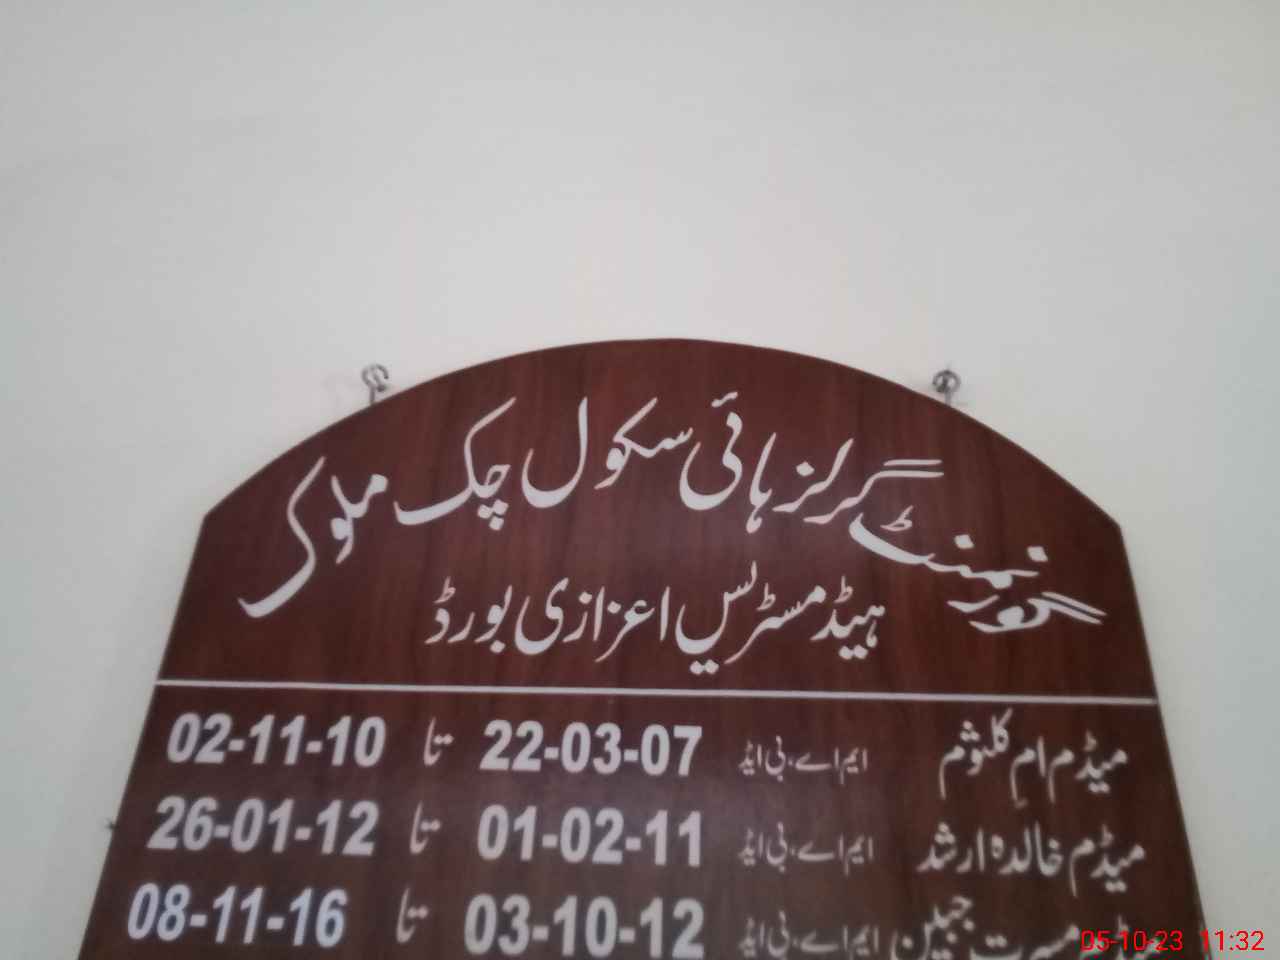 گورنمنٹ گرلز ہائی سکول چک ملوک
ہیڈ مسٹریس اعزازی بورڈ
میڈم ام کلثوم ایم اے، بی ایڈ 22-03-07 تا 02-11-10
میڈم خالدہ ارشد ایم اے، بی ایڈ 01-02-11 تا 26-01-12
میڈم مسرت جبین ایم اے، بی ایڈ 03-10-12 تا 08-11-16
05-10-23 11:32